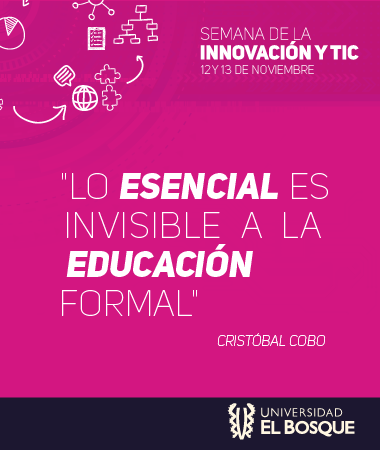 SEMANA DE LA
INNOVACIÓN Y TIC
12 Y 13 DE NOVIEMBRE
"LO ESENCIAL ES
INVISIBLE A LA
EDUCACIÓN
FORMAL"
CRISTÓBAL COBO
UNIVERSIDAD
EL BOSQUE